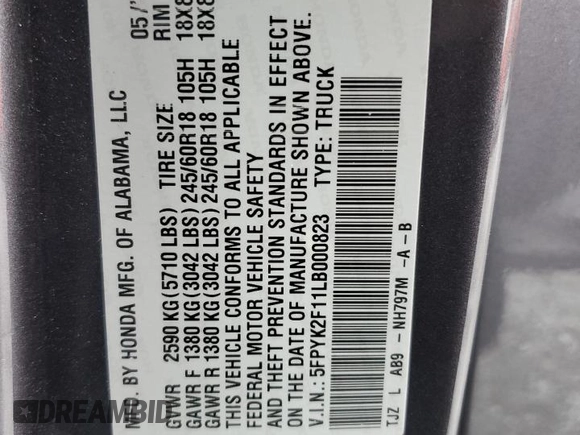 MFD. BY HONDA MFG. OF ALABAMA, LLC 05/
GVWR 2590 KG(5710 LBS) TIRE SIZE RIM
GAWR F 1380 KG(3042 LBS) 245/60R18 105H 18X8
GAWR R 1380 KG(3042 LBS) 245/60R18 105H 18X8
THIS VEHICLE CONFORMS TO ALL APPLICABLE
FEDERAL MOTOR VEHICLE SAFETY
AND THEFT PREVENTION STANDARDS IN EFFECT
ON THE DATE OF MANUFACTURE SHOWN ABOVE.
V.I.N.: 5FPYK2F11LB000823 TYPE: TRUCK
TJZ L AB9 -NH797M -A-B
DREAMBID